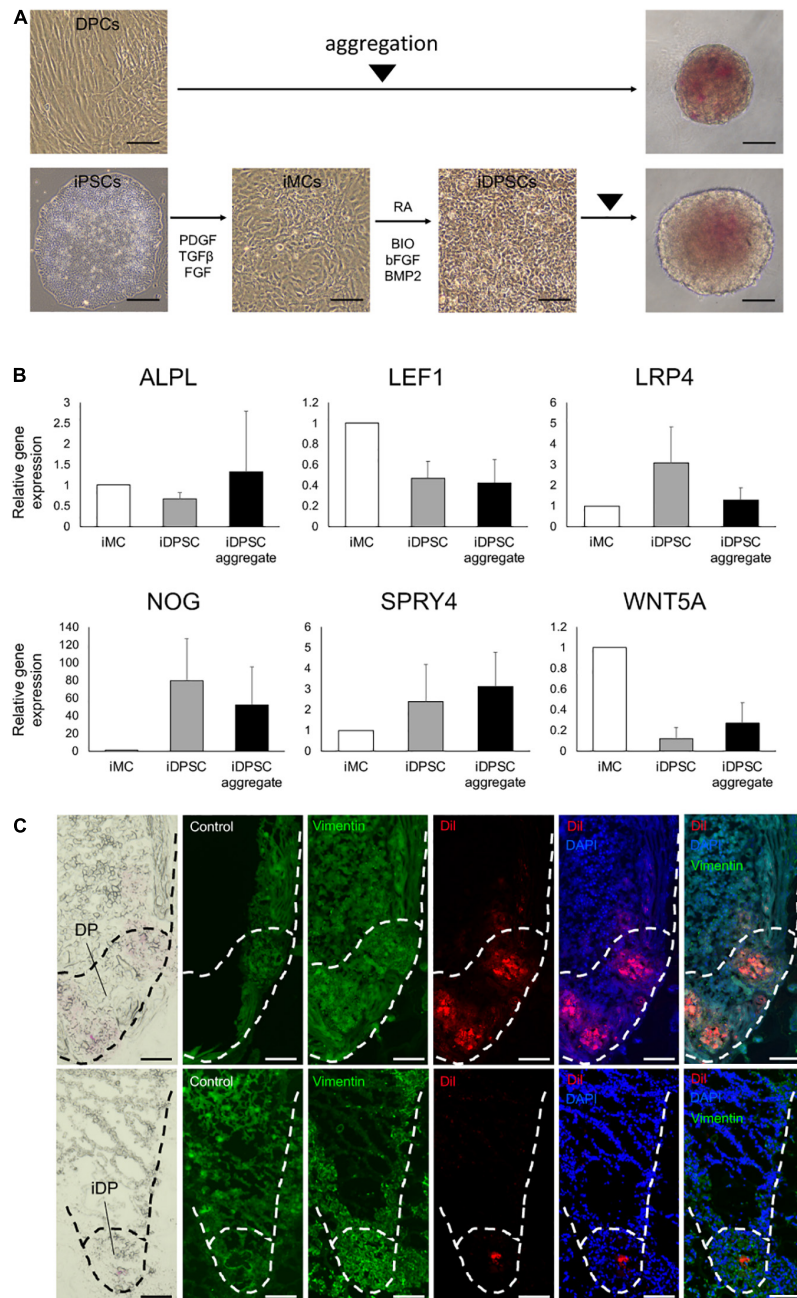 A
DPCs
aggregation
iPSCs
PDGF
TGFβ
FGF
iMCs
RA
BIO
bFGF
BMP2
iDPSCs
B
ALPL
Relative gene
expression
3
2.5
2
1.5
1
0.5
0
iMC
iDPSC
iDPSC
aggregate
LEF1
1.2
1
0.8
0.6
0.4
0.2
0
iMC
iDPSC
iDPSC
aggregate
LRP4
6
5
4
3
2
1
0
iMC
iDPSC
iDPSC
aggregate
NOG
Relative gene
expression
140
120
100
80
60
40
20
0
iMC
iDPSC
iDPSC
aggregate
SPRY4
6
5
4
3
2
1
0
iMC
iDPSC
iDPSC
aggregate
WNT5A
1.2
1
0.8
0.6
0.4
0.2
0
iMC
iDPSC
iDPSC
aggregate
C
DP
Control
Vimentin
DiI
DiI
DAPI
DiI
DAPI
Vimentin
iDP
Control
Vimentin
DiI
DiI
DAPI
DiI
DAPI
Vimentin